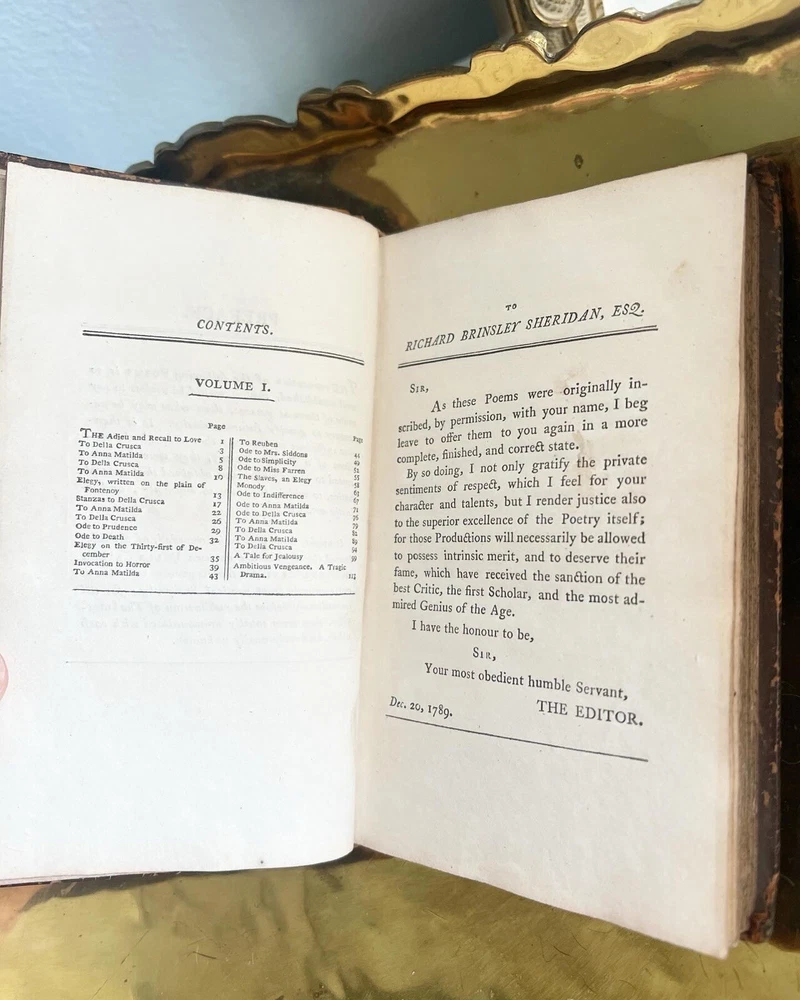 CONTENTS.
VOLUME I.
Page
THE Adieu and Recall to Love 1
To Della Crusca 3
To Anna Matilda 5
To Della Crusca 8
To Anna Matilda 10
Elegy, written on the plain of
Fontenoy 13
Stanzas to Della Crusca 17
To Anna Matilda 22
To Della Crusca 26
Ode to Prudence 29
Ode to Death 32
Elegy on the Thirty-first of De-
cember 35
Invocation to Horror 39
To Anna Matilda 43
Page
To Reuben
Ode to Mrs. Siddons
Ode to Simplicity
Ode to Miss Farren
The Slaves, an Elegy
Monody
Ode to Indifference
Ode to Anna Matilda
Ode to Della Crusca
To Anna Matilda
To Della Crusca
To Anna Matilda
To Della Crusca
A Tale for Jealousy
Ambitious Vengeance. A Tragic
Drama.
TO
RICHARD BRINSLEY SHERIDAN, ESQ.
SIR,
As these Poems were originally in-
scribed, by permission, with your name, I beg
leave to offer them to you again in a more
complete, finished, and correct state.
By so doing, I not only gratify the private
sentiments of respect, which I feel for your
character and talents, but I render justice also
to the superior excellence of the Poetry itself;
for those Productions will necessarily be allowed
to possess intrinsic merit, and to deserve their
fame, which have received the sanction of the
best Critic, the first Scholar, and the most ad-
mired Genius of the Age.
I have the honour to be,
SIR,
Your most obedient humble Servant,
THE EDITOR.
Dec. 20, 1789.